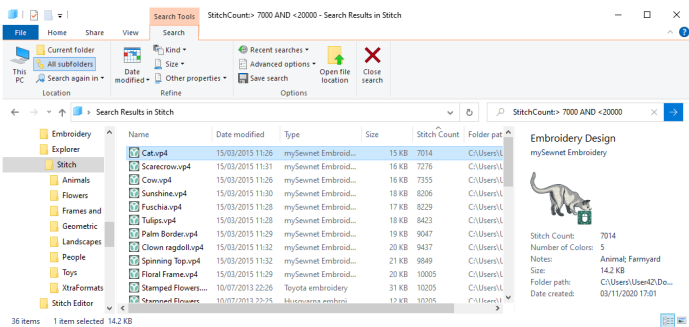 Search Tools
StitchCount:> 7000 AND <20000 - Search Results in Stitch
File Home Share View Search
This PC
Current folder
All subfolders
Search again in
Location
Date modified
Kind
Size
Other properties
Refine
Recent searches
Advanced options
Save search
Open file location
Options
Close search
Search Results in Stitch
StitchCount:> 7000 AND <20000
Embroidery
Explorer
Stitch
Animals
Flowers
Frames and
Geometric
Landscapes
People
Toys
XtraFormats
Stitch Editor
Name Date modified Type Size Stitch Count Folder pat
Cat.vp4 15/03/2015 11:26 mySewnet Embroid... 15 KB 7014 C:\Users\U
Scarecrow.vp4 15/03/2015 11:31 mySewnet Embroid... 16 KB 7276 C:\Users\U
Cow.vp4 15/03/2015 11:26 mySewnet Embroid... 16 KB 7355 C:\Users\U
Sunshine.vp4 15/03/2015 11:30 mySewnet Embroid... 18 KB 8206 C:\Users\U
Fuschia.vp4 15/03/2015 11:28 mySewnet Embroid... 17 KB 8229 C:\Users\U
Tulips.vp4 15/03/2015 11:28 mySewnet Embroid... 18 KB 8423 C:\Users\U
Palm Border.vp4 15/03/2015 11:29 mySewnet Embroid... 19 KB 9047 C:\Users\U
Clown ragdoll.vp4 15/03/2015 11:32 mySewnet Embroid... 20 KB 9437 C:\Users\U
Spinning Top.vp4 15/03/2015 11:32 mySewnet Embroid... 21 KB 9849 C:\Users\U
Floral Frame.vp4 15/03/2015 11:29 mySewnet Embroid... 20 KB 10005 C:\Users\U
Stamped Flowers.... 10/07/2013 22:26 Toyota embroidery 31 KB 10205 C:\Users\U
Stamped Flowers 10/07/2013 22:25 Husqvarna embroi 12 KB 10205 C:\Users\U
Embroidery Design
mySewnet Embroidery
Stitch Count: 7014
Number of Colors: 5
Notes: Animal; Farmyard
Size: 14.2 KB
Folder path: C:\Users\User42\Do...
Date created: 03/11/2020 17:01
36 items 1 item selected 14.2 KB